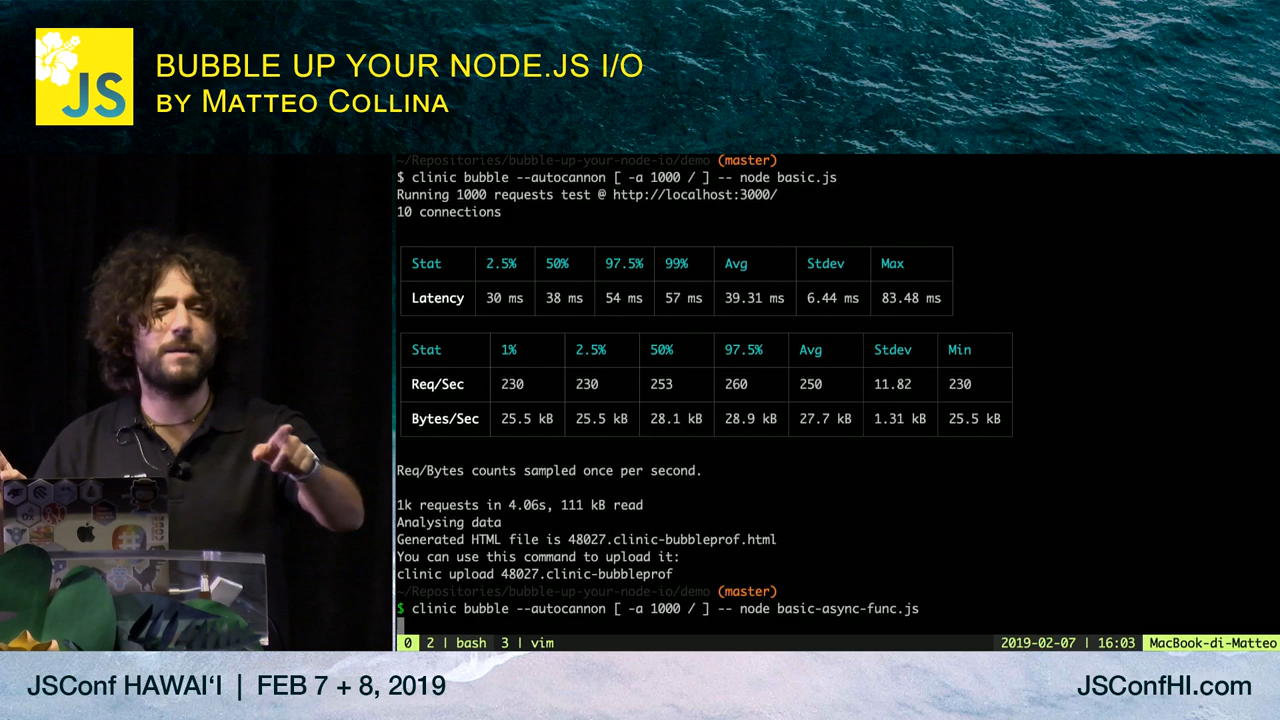 JS
BUBBLE UP YOUR NODE.JS I/O
BY MATTEO COLLINA
~/Repositories/bubble-up-your-node-io/demo (master)
$ clinic bubble --autocannon [ -a 1000 / ] -- node basic.js
Running 1000 requests test @ http://localhost:3000/
10 connections
Stat 2.5% 50% 97.5% 99% Avg Stdev Max
Latency 30 ms 38 ms 54 ms 57 ms 39.31 ms 6.44 ms 83.48 ms
Stat 1% 2.5% 50% 97.5% Avg Stdev Min
Req/Sec 230 230 253 260 250 11.82 230
Bytes/Sec 25.5 kB 25.5 kB 28.1 kB 28.9 kB 27.7 kB 1.31 kB 25.5 kB
Req/Bytes counts sampled once per second.
1k requests in 4.06s, 111 kB read
Analysing data
Generated HTML file is 48027.clinic-bubbleprof.html
You can use this command to upload it:
clinic upload 48027.clinic-bubbleprof
~/Repositories/bubble-up-your-node-io/demo (master)
$ clinic bubble --autocannon [ -a 1000 / ] -- node basic-async-func.js
0 2 | bash 3 | vim 2019-02-07 | 16:03 MacBook-di-Matteo
JSConf HAWAIʻI | FEB 7 + 8, 2019
JSConfHI.com